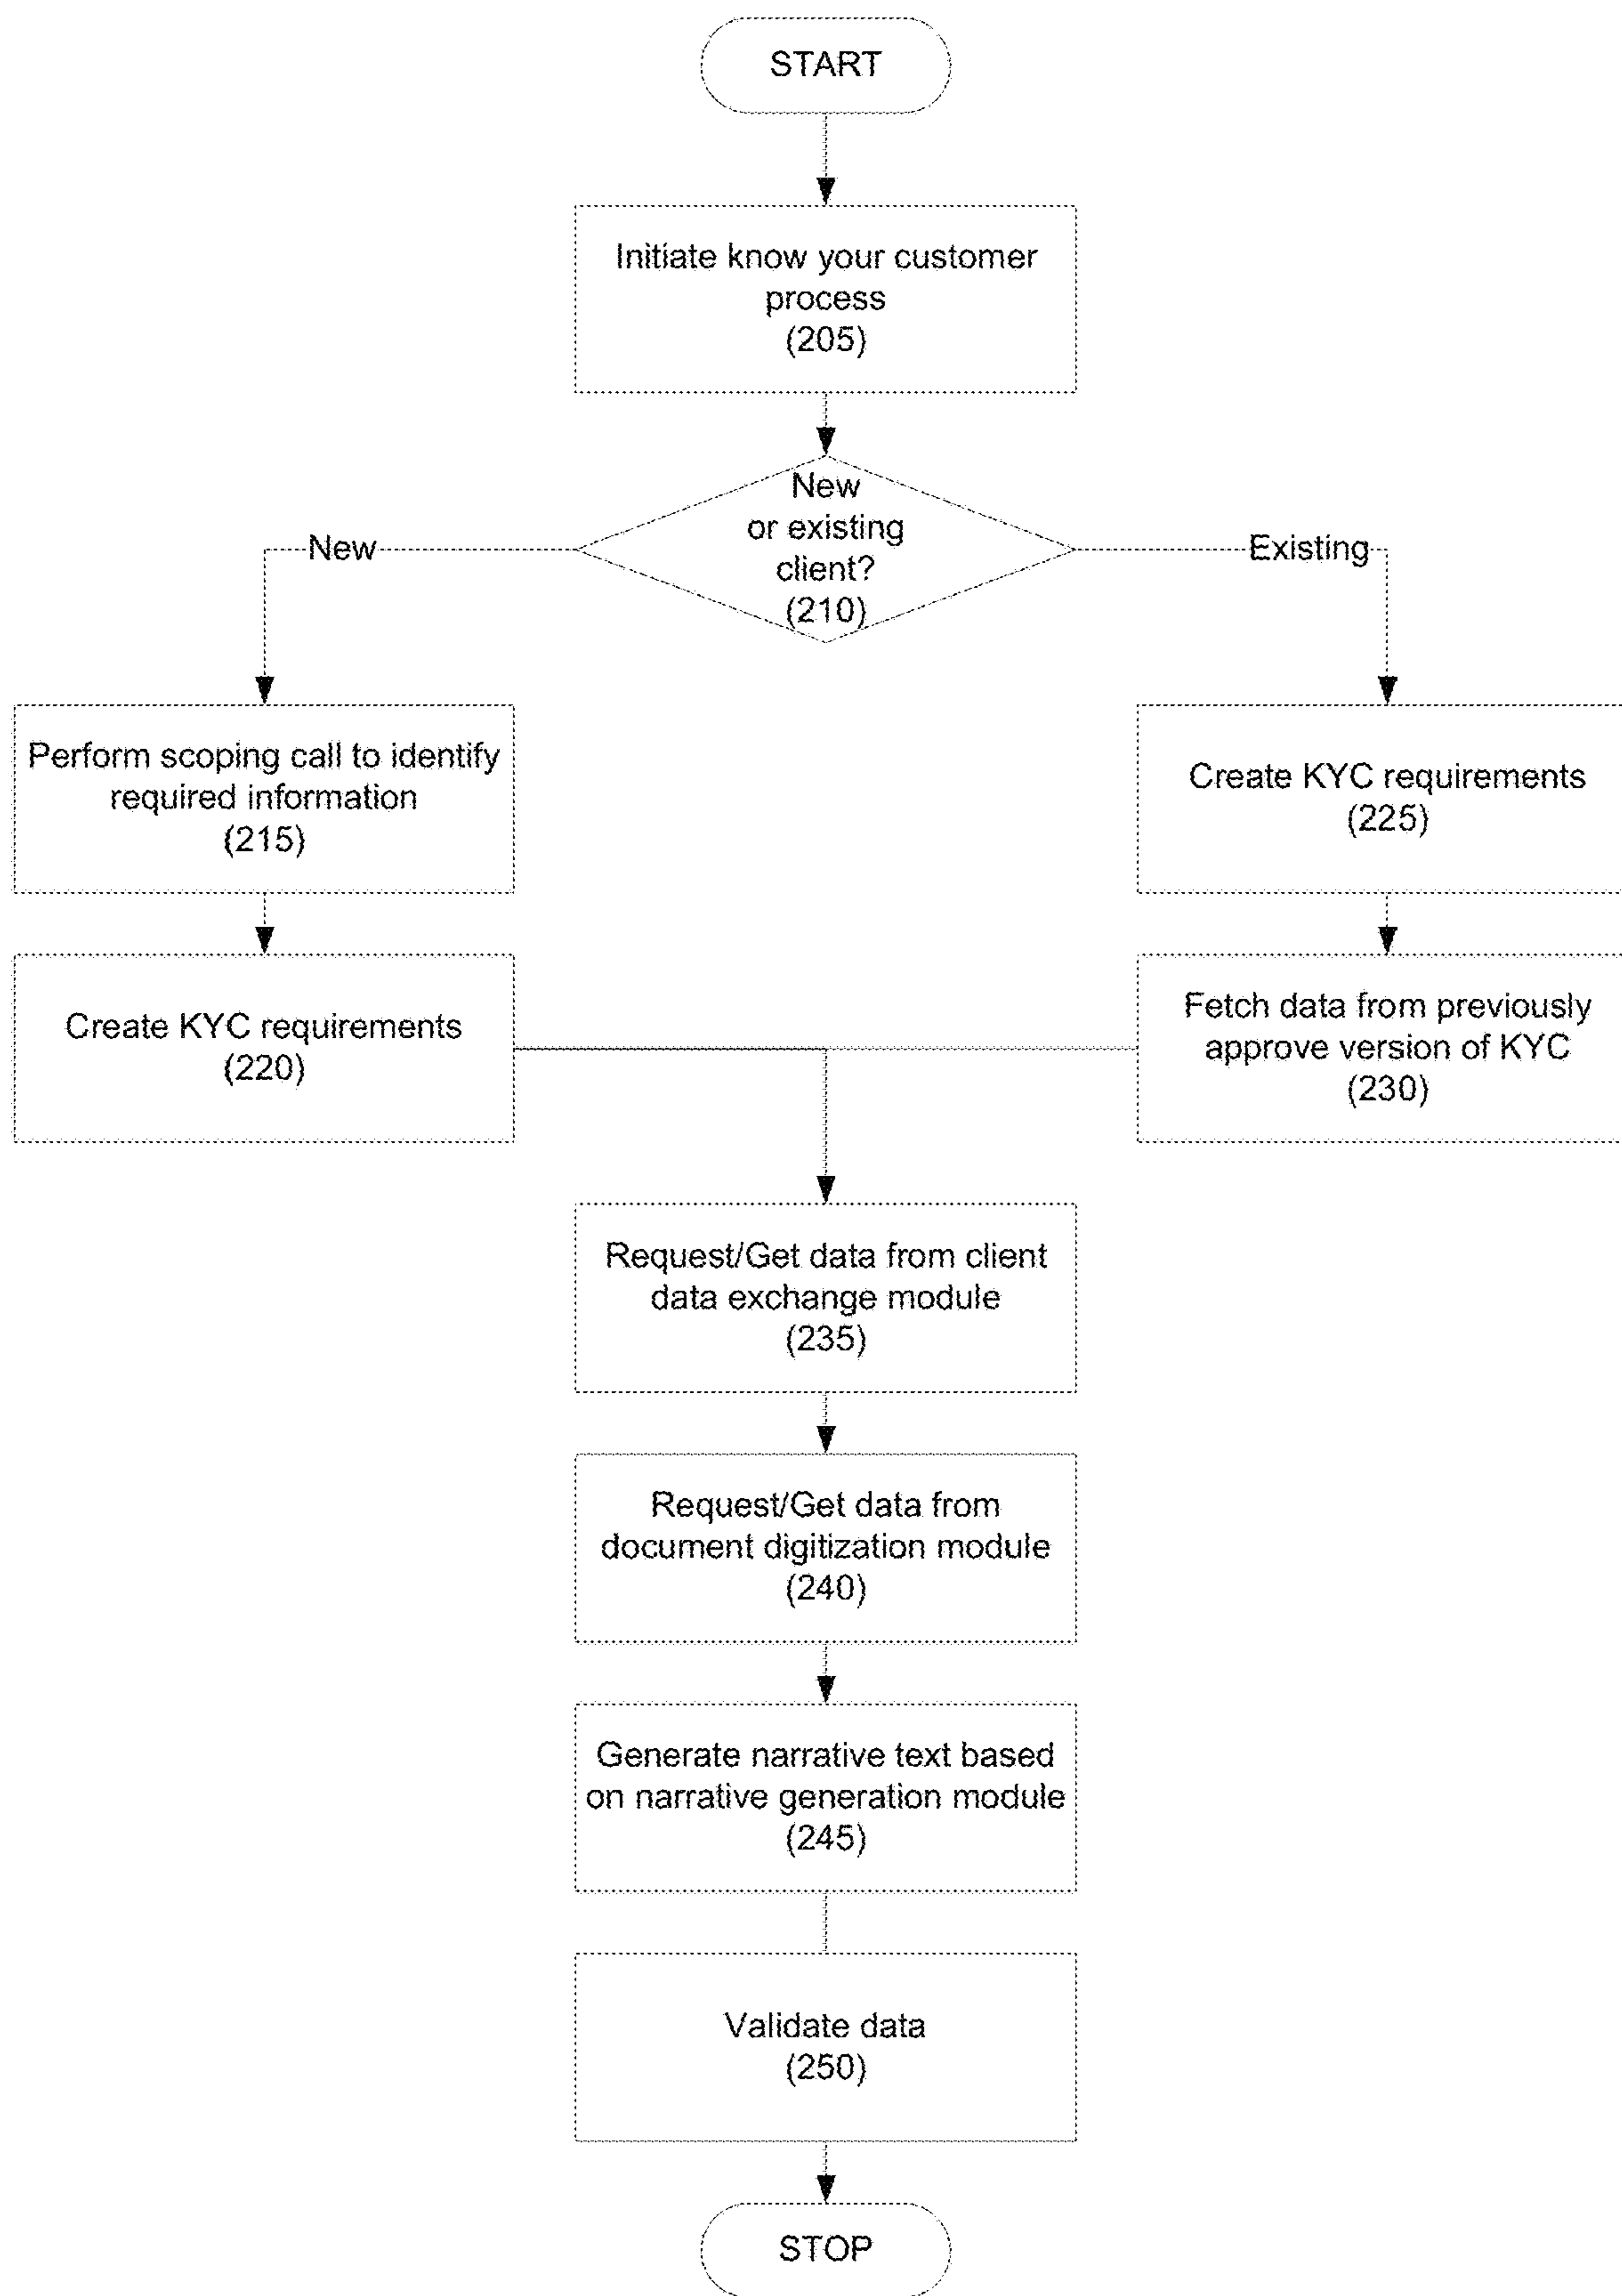 START
Initiate know your customer
process
(205)
New
or existing
client?
(210)
New
Existing
Perform scoping call to identify
required information
(215)
Create KYC requirements
(225)
Create KYC requirements
(220)
Fetch data from previously
approve version of KYC
(230)
Request/Get data from client
data exchange module
(235)
Request/Get data from
document digitization module
(240)
Generate narrative text based
on narrative generation module
(245)
Validate data
(250)
STOP